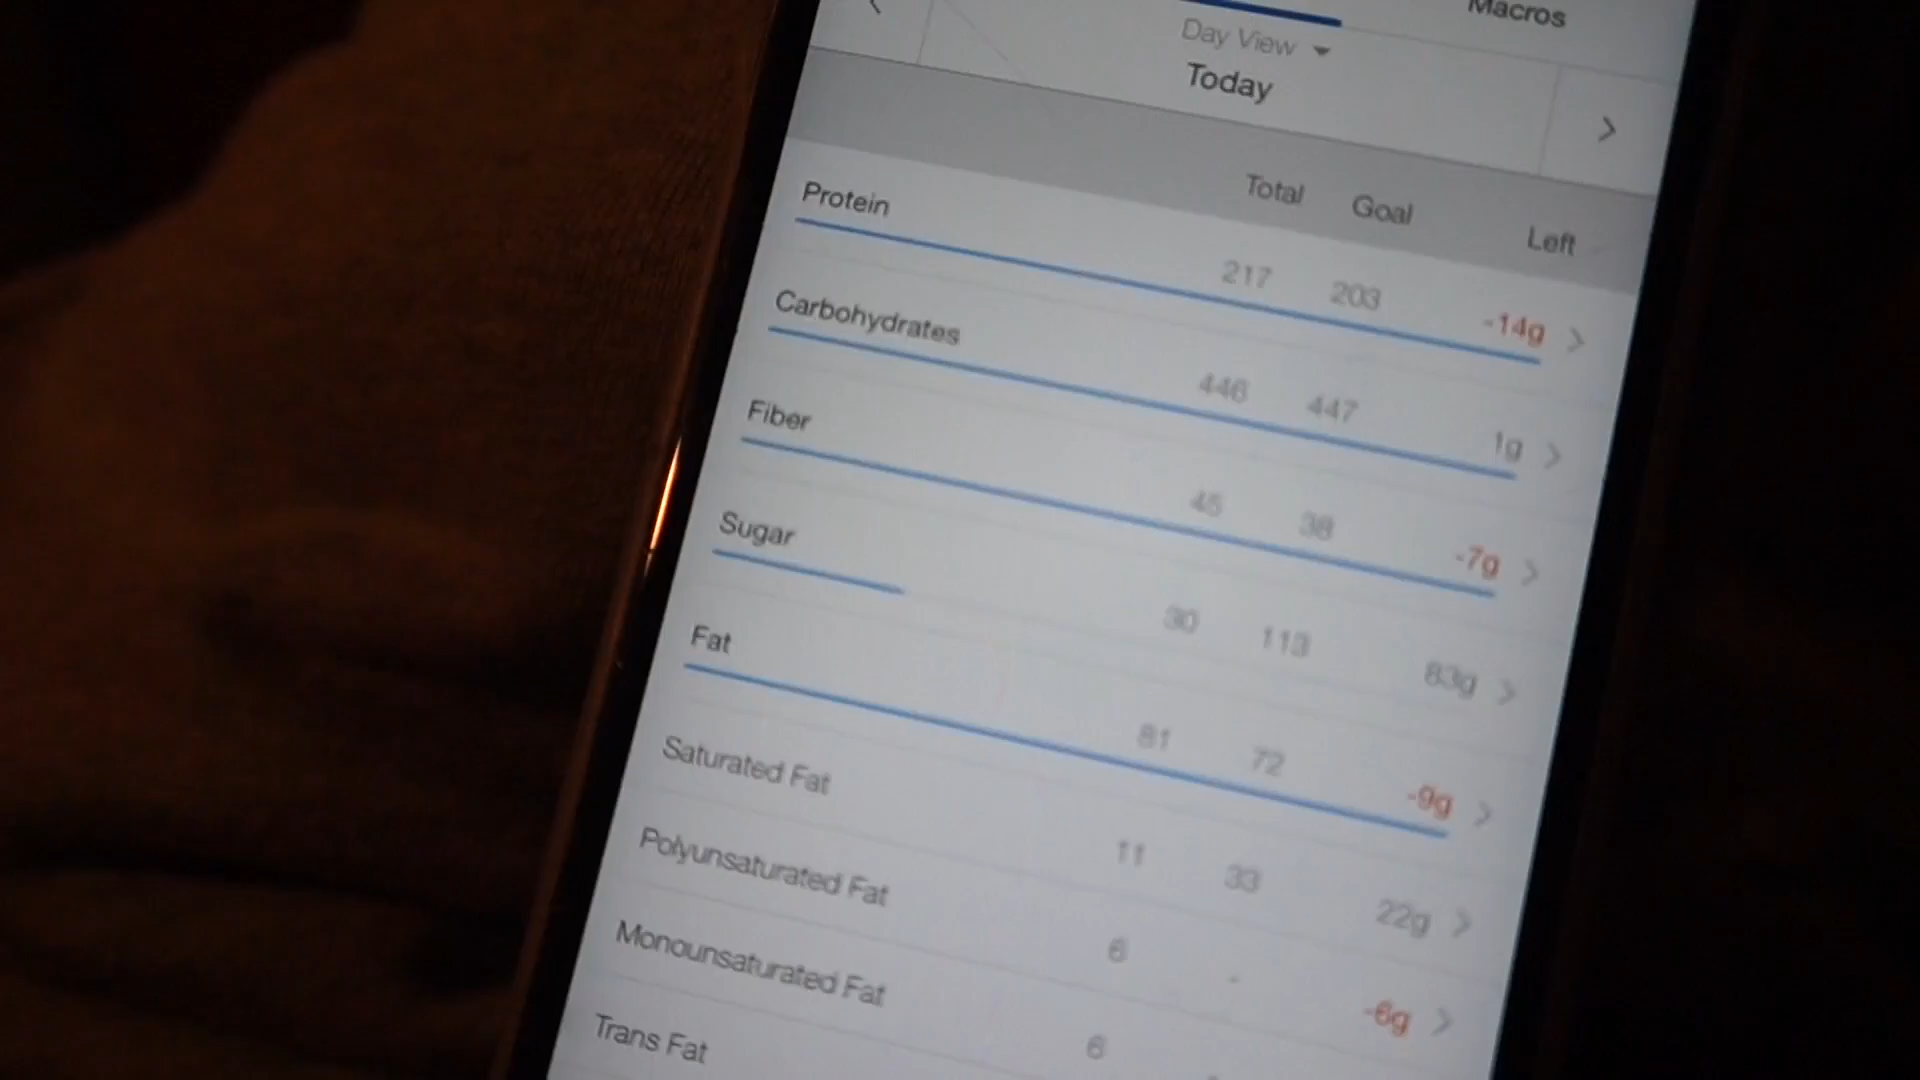 Macros
Day View
Today
Total Goal Left
Protein 217 203 -14g
Carbohydrates 446 447 1g
Fiber 45 38 -7g
Sugar 30 113 83g
Fat 81 72 -9g
Saturated Fat 11 33 22g
Polyunsaturated Fat 6 - -6g
Monounsaturated Fat 6
Trans Fat